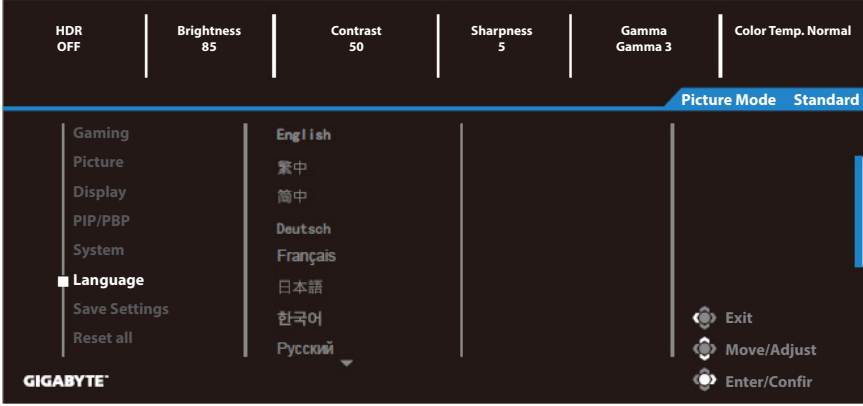 HDR
OFF
Brightness
85
Contrast
50
Sharpness
5
Gamma
Gamma 3
Color Temp. Normal
Picture Mode Standard
Gaming
Picture
Display
PIP/PBP
System
Language
Save Settings
Reset all
English
繁中
简中
Deutsch
Français
日本語
한국어
Русский
Exit
Move/Adjust
Enter/Confir
GIGABYTE™